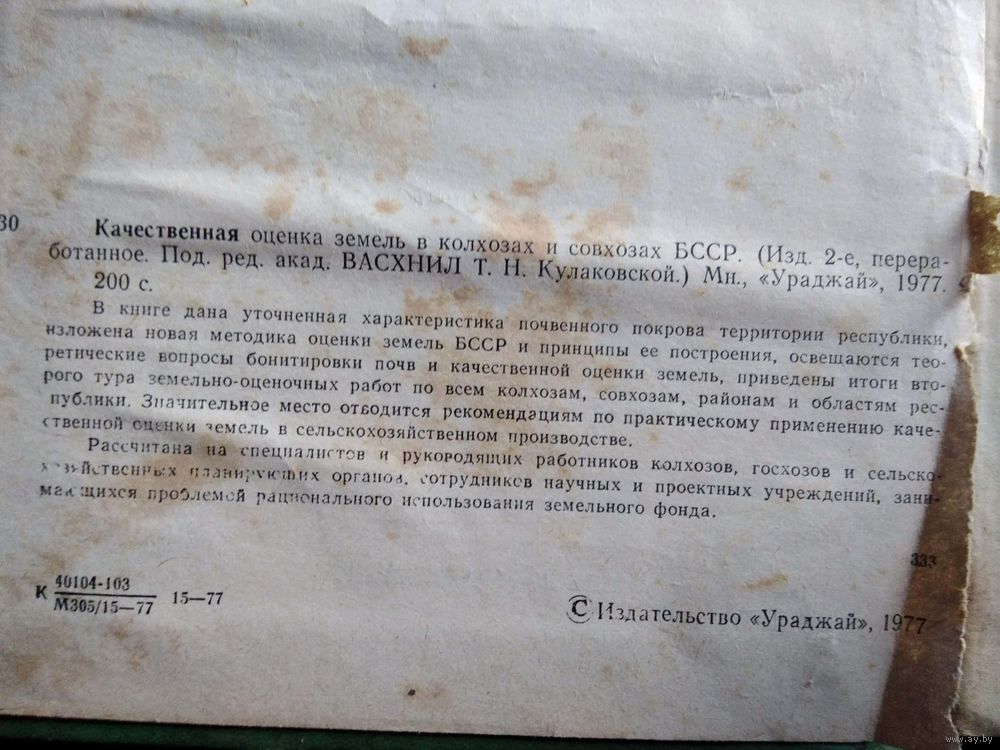 30
Качественная оценка земель в колхозах и совхозах БССР. (Изд. 2-е, перера-
ботанное. Под. ред. акад. ВАСХНИЛ Т. Н. Кулаковской.) Мн., «Ураджай», 1977.
200 с.
В книге дана уточненная характеристика почвенного покрова территории республики,
изложена новая методика оценки земель БССР и принципы ее построения, освещаются тео-
ретические вопросы бонитировки почв и качественной оценки земель, приведены итоги вто-
рого тура земельно-оценочных работ по всем колхозам, совхозам, районам и областям рес-
публики. Значительное место отводится рекомендациям по практическому применению каче-
ственной оценки земель в сельскохозяйственном производстве.
Рассчитана на специалистов и руководящих работников колхозов, госхозов и сельско-
хозяйственных планирующих органов, сотрудников научных и проектных учреждений, зани-
мающихся проблемой рационального использования земельного фонда.
333
К 40104-103
М305/15—77 15—77
© Издательство «Ураджай», 1977
www.ay.by